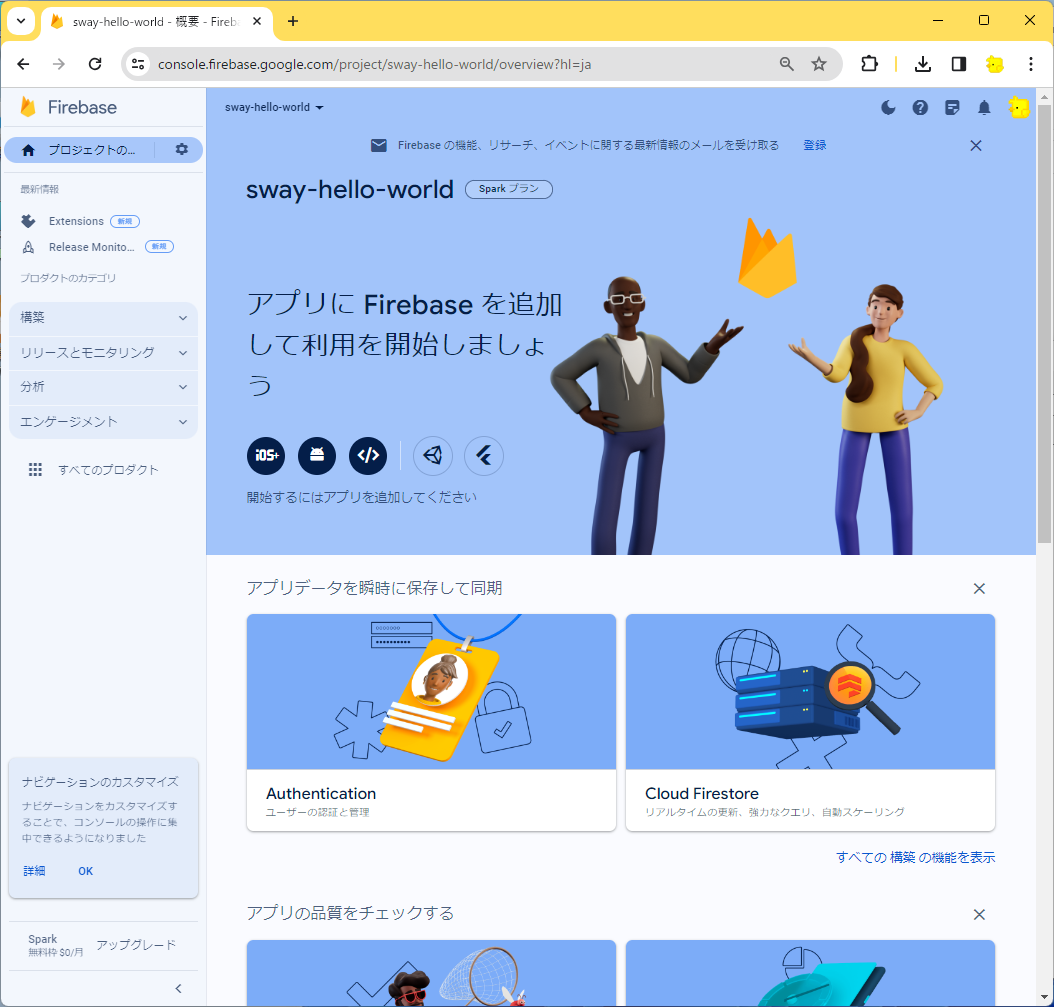 sway-hello-world - 概要 - Fireb
console.firebase.google.com/project/sway-hello-world/overview?hl=ja
Firebase
sway-hello-world
プロジェクトの...
Firebase の機能、リサーチ、イベントに関する最新情報のメールを受け取る 登録
最新情報
sway-hello-world Spark プラン
Extensions 新規
Release Monito... 新規
プロダクトのカテゴリ
構築
リリースとモニタリング
分析
エンゲージメント
すべてのプロダクト
アプリに Firebase を追加
して利用を開始しましょ
う
iOS+
開始するにはアプリを追加してください
アプリデータを瞬時に保存して同期
Authentication
ユーザーの認証と管理
Cloud Firestore
リアルタイムの更新、強力なクエリ、自動スケーリング
すべての 構築 の機能を表示
アプリの品質をチェックする
ナビゲーションのカスタマイズ
ナビゲーションをカスタマイズす
ることで、コンソールの操作に集
中できるようになりました
詳細 OK
Spark
無料枠 $0/月
アップグレード